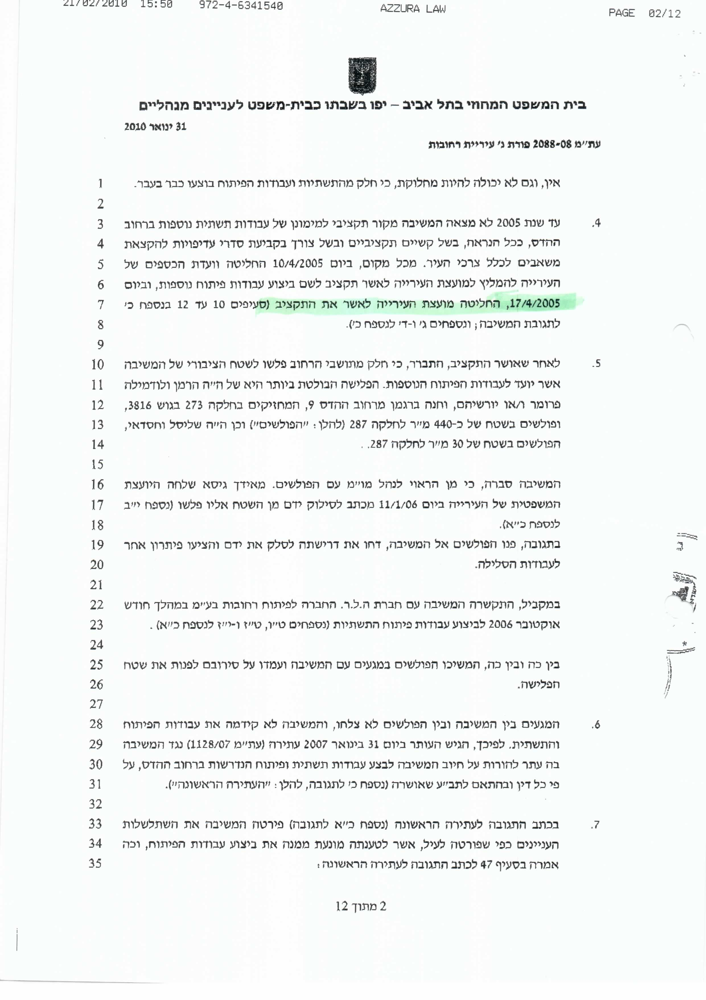 21/02/2010 15:50 972-4-6341540 AZZURA LAW PAGE 02/12
בית המשפט המחוזי בתל אביב – יפו בשבתו כבית-משפט לעניינים מנהליים
31 ינואר 2010
עת״מ 2088-08 פורת נ׳ עיריית רחובות
1 אין, וגם לא יכולה להיות מחלוקת, כי חלק מהתשתיות ועבודות הפיתוח בוצעו כבר בעבר.
2
3 .4 עד שנת 2005 לא מצאה המשיבה מקור תקציבי למימונן של עבודות תשתית נוספות ברחוב
4 ההדס, ככל הנראה, בשל קשיים תקציביים ובשל צורך בקביעת סדרי עדיפויות להקצאת
5 משאבים לכלל צרכי העיר. מכל מקום, ביום 10/4/2005 החליטה וועדת הכספים של
6 העירייה להמליץ למועצת העירייה לאשר תקציב לשם ביצוע עבודות פיתוח נוספות, וביום
7 17/4/2005, החליטה מועצת העירייה לאשר את התקציב (סעיפים 10 עד 12 בנספח כ׳
8 לתגובת המשיבה; ונספחים ג׳ ו-ד׳ לנספח כ׳).
9
10 .5 לאחר שאושר התקציב, התברר, כי חלק מתושבי הרחוב פלשו לשטח הציבורי של המשיבה
11 אשר יועד לעבודות הפיתוח הנוספות. הפלישה הבולטת ביותר היא של ה״ה הרמן ולודמילה
12 פרומר ו/או יורשיהם, וחנה ברגמן מרחוב ההדס 9, המחזיקים בחלקה 273 בגוש 3816,
13 ופולשים בשטח של כ-440 מ״ר לחלקה 287 (להלן: ״הפולשים״) וכן ה״ה שליסל וחסדאי,
14 הפולשים בשטח של 30 מ״ר לחלקה 287. .
15
16 המשיבה סברה, כי מן הראוי לנהל מו״מ עם הפולשים. מאידך גיסא שלחה היועצת
17 המשפטית של העירייה ביום 11/1/06 מכתב לסילוק ידם מן השטח אליו פלשו (נספח י״ב
18 לנספח כ״א).
19 בתגובה, פנו הפולשים אל המשיבה, דחו את דרישתה לסלק את ידם והציעו פיתרון אחר
20 לעבודות הסלילה.
21
22 במקביל, התקשרה המשיבה עם חברת ה.ל.ר. החברה לפיתוח רחובות בע״מ במהלך חודש
23 אוקטובר 2006 לביצוע עבודות פיתוח התשתיות (נספחים ט״ו, ט״ז ו-י״ז לנספח כ״א) .
24
25 בין כה ובין כה, המשיכו הפולשים במגעים עם המשיבה ועמדו על סירובם לפנות את שטח
26 הפלישה.
27
28 .6 המגעים בין המשיבה ובין הפולשים לא צלחו, והמשיבה לא קידמה את עבודות הפיתוח
29 והתשתית. לפיכך, הגיש העותר ביום 31 בינואר 2007 עתירה (עת״מ 1128/07) נגד המשיבה
30 בה עתר להורות על חיוב המשיבה לבצע עבודות תשתית ופיתוח הנדרשות ברחוב ההדס, על
31 פי כל דין ובהתאם לתב״ע שאושרה (נספח כ׳ לתגובה, להלן: ״העתירה הראשונה״).
32
33 .7 בכתב התגובה לעתירה הראשונה (נספח כ״א לתגובה) פירטה המשיבה את השתלשלות
34 העניינים כפי שפורטה לעיל, אשר לטענתה מונעת ממנה את ביצוע עבודות הפיתוח, וכה
35 אמרה בסעיף 47 לכתב התגובה לעתירה הראשונה:
2 מתוך 12